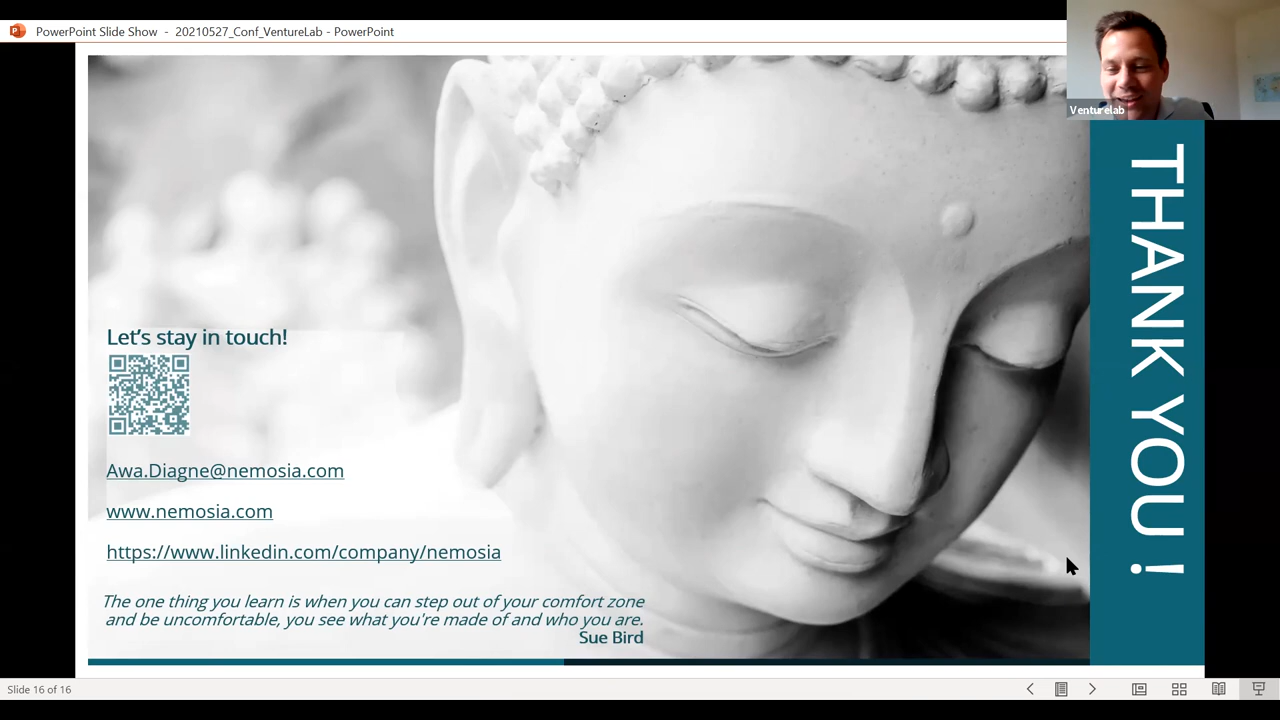 PowerPoint Slide Show - 20210527_Conf_VentureLab - PowerPoint
Venturelab
THANK YOU !
Let’s stay in touch!
Awa.Diagne@nemosia.com
www.nemosia.com
https://www.linkedin.com/company/nemosia
The one thing you learn is when you can step out of your comfort zone
and be uncomfortable, you see what you're made of and who you are.
Sue Bird
Slide 16 of 16